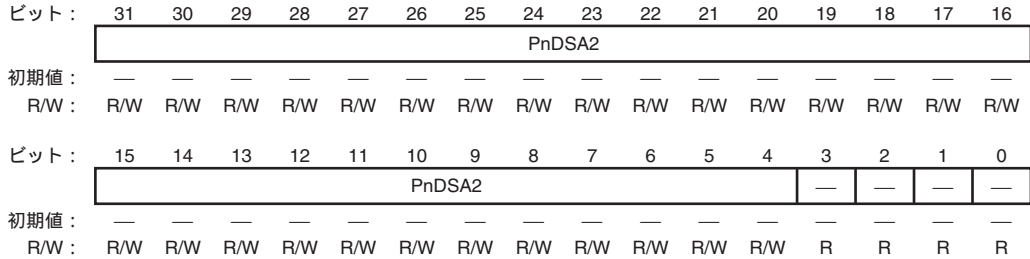 ビット： 31 30 29 28 27 26 25 24 23 22 21 20 19 18 17 16
PnDSA2
初期値： — — — — — — — — — — — — — — — —
R/W： R/W R/W R/W R/W R/W R/W R/W R/W R/W R/W R/W R/W R/W R/W R/W R/W
ビット： 15 14 13 12 11 10 9 8 7 6 5 4 3 2 1 0
PnDSA2 — — — —
初期値： — — — — — — — — — — — — — — — —
R/W： R/W R/W R/W R/W R/W R/W R/W R/W R/W R/W R/W R/W R R R R